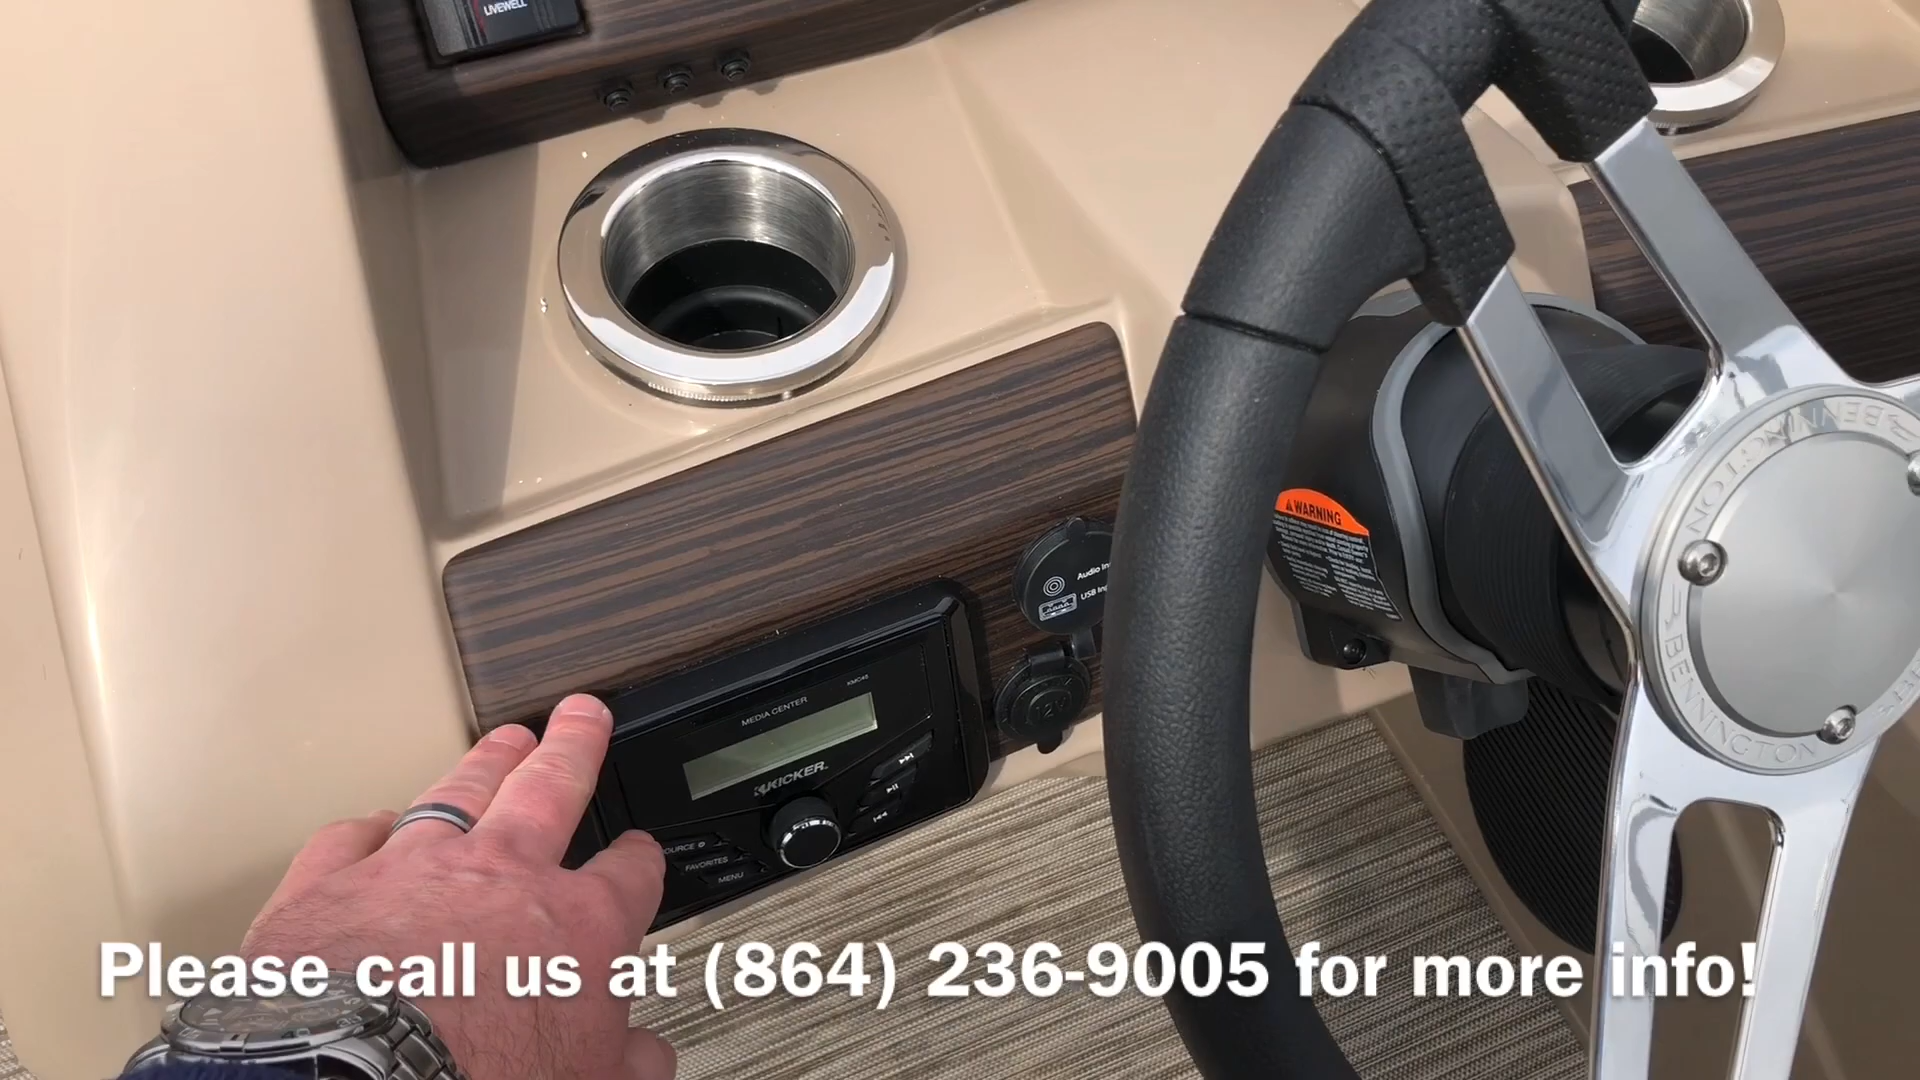 LIVEWELL
⚠WARNING
Audio In
USB In
12V
KMC45
MEDIA CENTER
KICKER
SOURCE
FAVORITES
MENU
BENNINGTON
BENNINGTON
Please call us at (864) 236-9005 for more info!